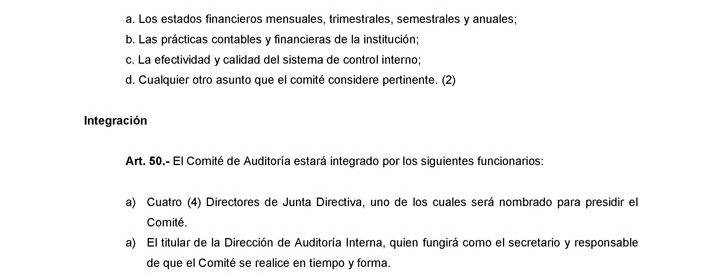 a. Los estados financieros mensuales, trimestrales, semestrales y anuales;
b. Las prácticas contables y financieras de la institución;
c. La efectividad y calidad del sistema de control interno;
d. Cualquier otro asunto que el comité considere pertinente. (2)
Integración
Art. 50.- El Comité de Auditoría estará integrado por los siguientes funcionarios:
a) Cuatro (4) Directores de Junta Directiva, uno de los cuales será nombrado para presidir el
Comité.
a) El titular de la Dirección de Auditoría Interna, quien fungirá como el secretario y responsable
de que el Comité se realice en tiempo y forma.